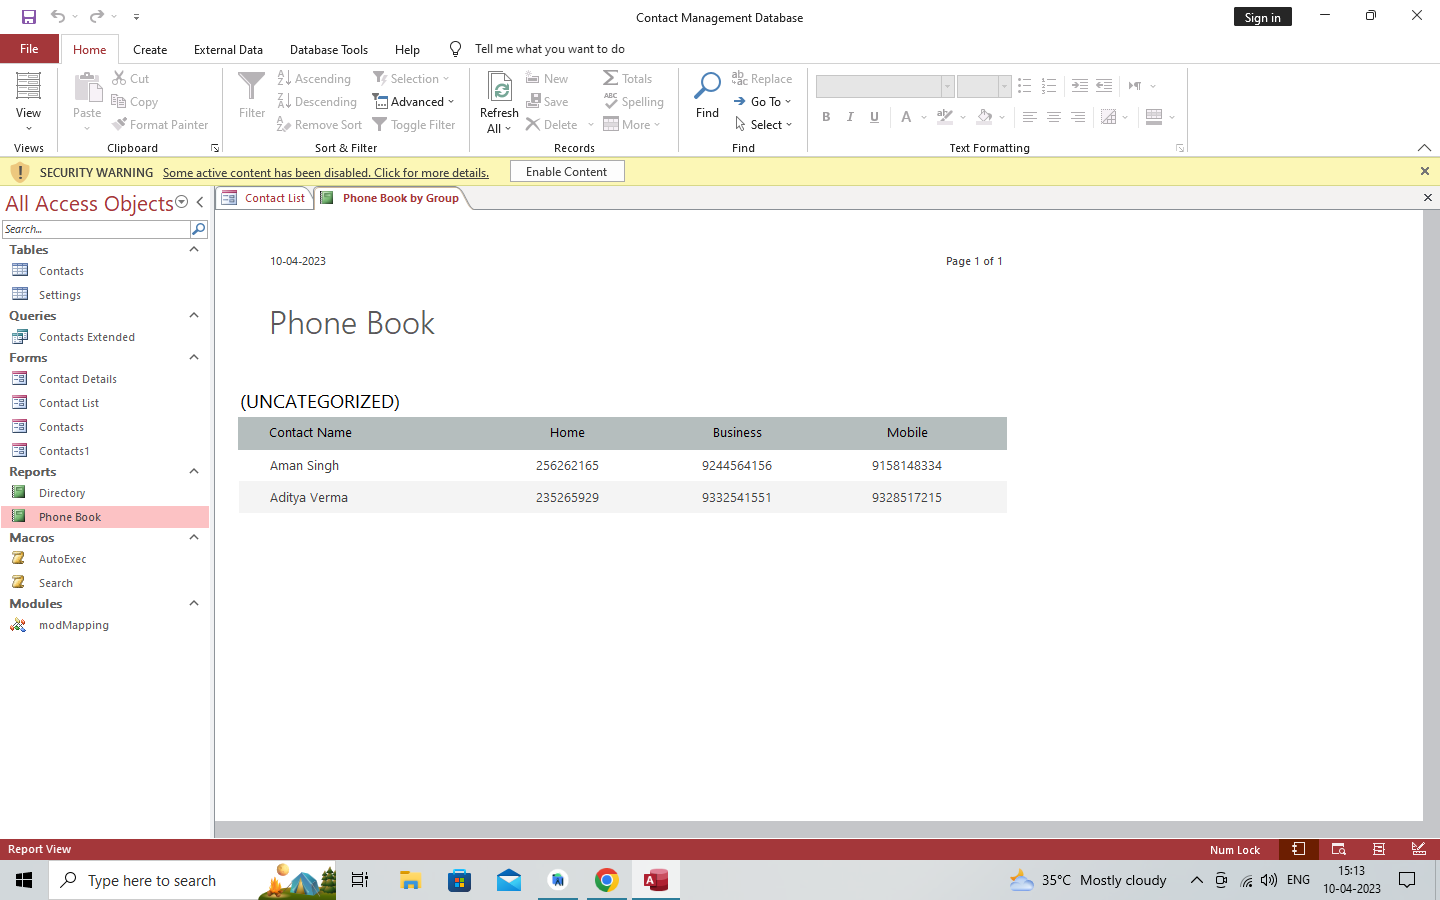 Contact Management Database
Sign in
File
Home
Create
External Data
Database Tools
Help
Tell me what you want to do
View
Views
Paste
Cut
Copy
Format Painter
Clipboard
Filter
Ascending
Descending
Remove Sort
Selection
Advanced
Toggle Filter
Sort & Filter
Refresh
All
New
Save
Delete
Totals
Spelling
More
Records
Find
Replace
Go To
Select
Find
B I U A
Text Formatting
SECURITY WARNING Some active content has been disabled. Click for more details. Enable Content
All Access Objects
Search...
Tables
Contacts
Settings
Queries
Contacts Extended
Forms
Contact Details
Contact List
Contacts
Contacts1
Reports
Directory
Phone Book
Macros
AutoExec
Search
Modules
modMapping
Contact List
Phone Book by Group
10-04-2023 Page 1 of 1
Phone Book
(UNCATEGORIZED)
Contact Name Home Business Mobile
Aman Singh 256262165 9244564156 9158148334
Aditya Verma 235265929 9332541551 9328517215
Report View
Num Lock
Type here to search
35°C Mostly cloudy
ENG
15:13
10-04-2023